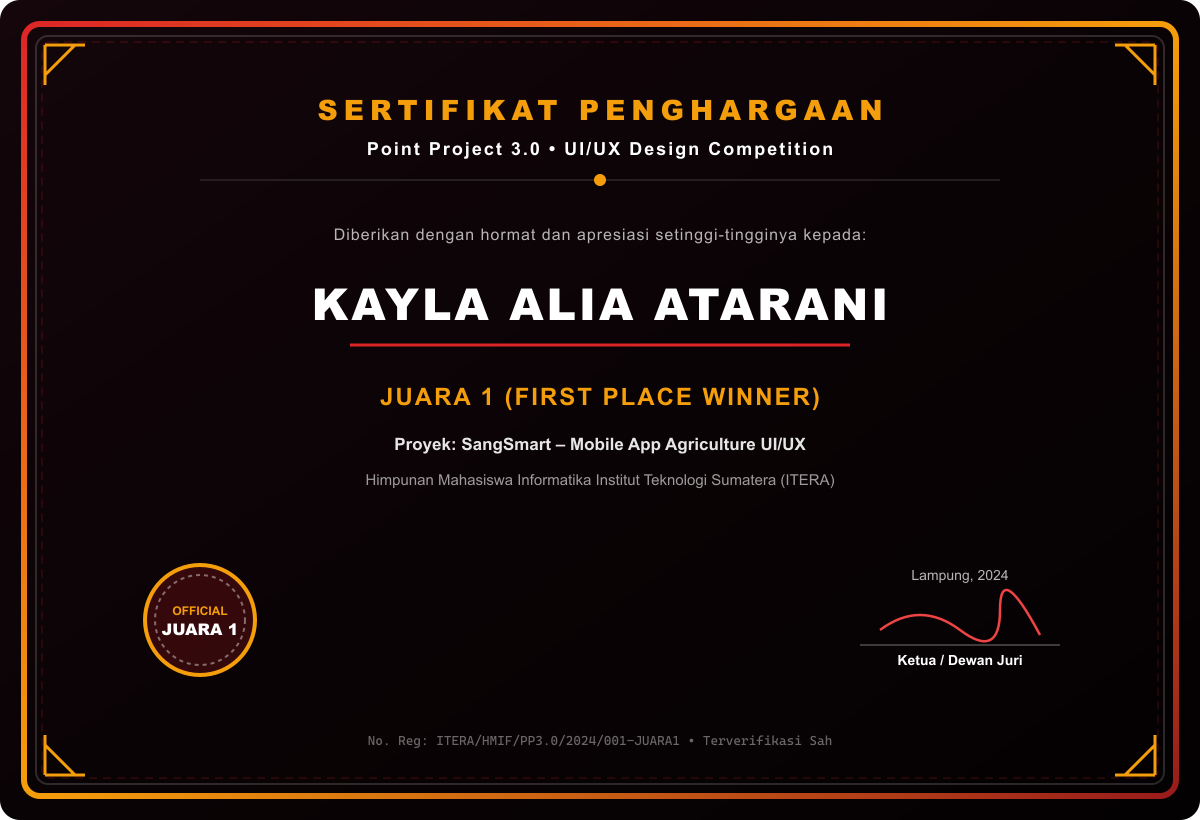 SERTIFIKAT PENGHARGAAN
Point Project 3.0 • UI/UX Design Competition
Diberikan dengan hormat dan apresiasi setinggi-tingginya kepada:
KAYLA ALIA ATARANI
JUARA 1 (FIRST PLACE WINNER)
Proyek: SangSmart – Mobile App Agriculture UI/UX
Himpunan Mahasiswa Informatika Institut Teknologi Sumatera (ITERA)
OFFICIAL
JUARA 1
Lampung, 2024
Ketua / Dewan Juri
No. Reg: ITERA/HMIF/PP3.0/2024/001-JUARA1 • Terverifikasi Sah